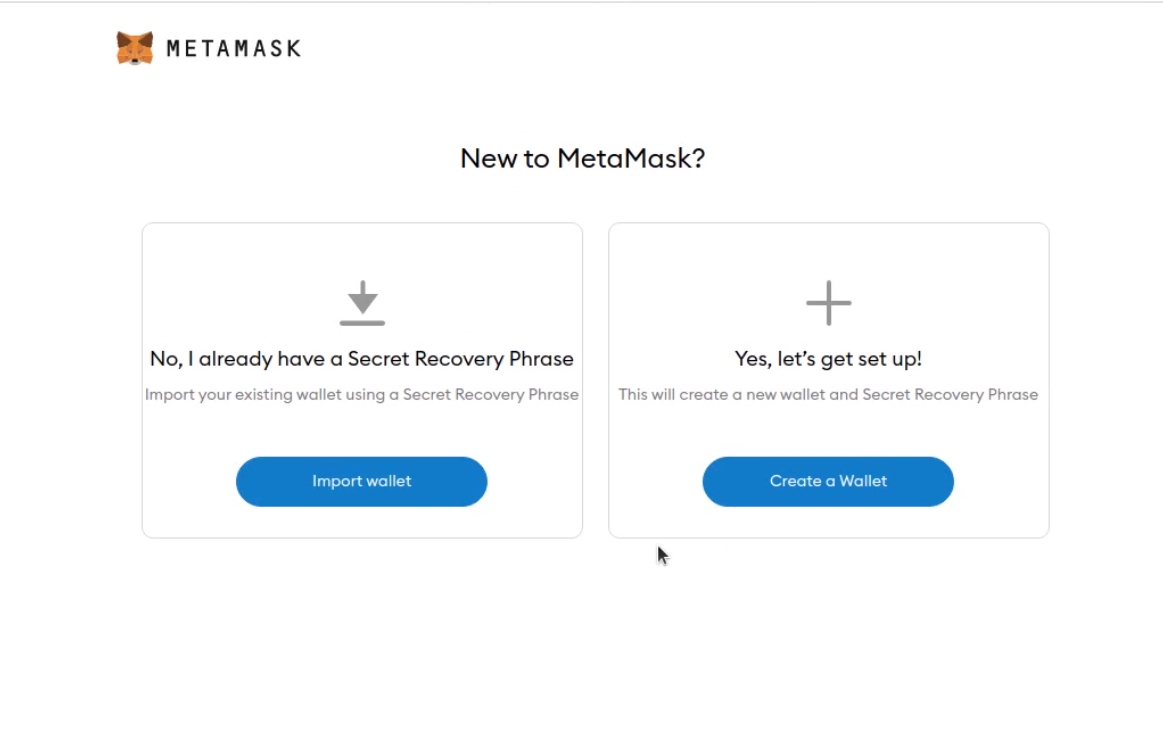 METAMASK
New to MetaMask?
No, I already have a Secret Recovery Phrase
Import your existing wallet using a Secret Recovery Phrase
Import wallet
Yes, let’s get set up!
This will create a new wallet and Secret Recovery Phrase
Create a Wallet